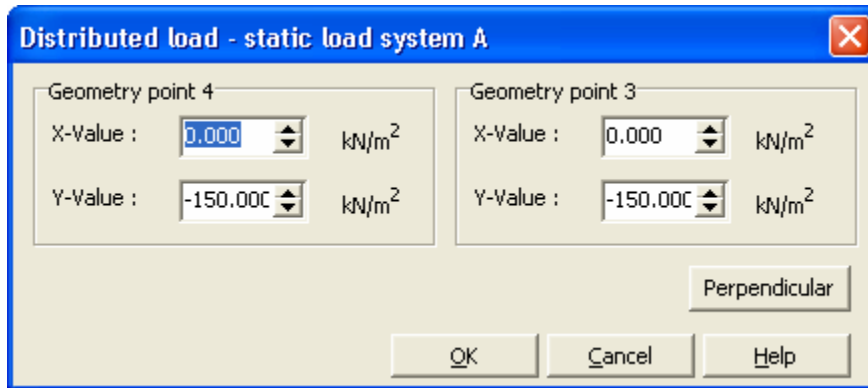 Distributed load - static load system A
Geometry point 4
X-Value :
0.000
kN/m²
Y-Value :
-150.000
kN/m²
Geometry point 3
X-Value :
0.000
kN/m²
Y-Value :
-150.000
kN/m²
Perpendicular
OK
Cancel
Help